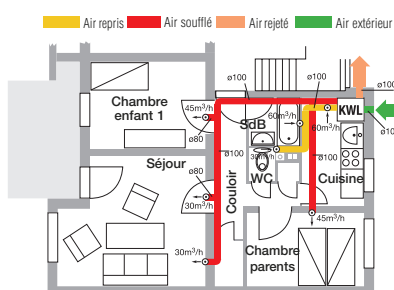 Air repris Air soufflé Air rejeté Air extérieur
ø100 ø100 ø100
45m³/h
Chambre
enfant 1
ø80
SdB
60m³/h
60m³/h
KWL
ø10
Séjour
ø80
30m³/h
Couloir
ø100
30m³/h
WC
ø100
Cuisine
30m³/h
45m³/h
Chambre
parents